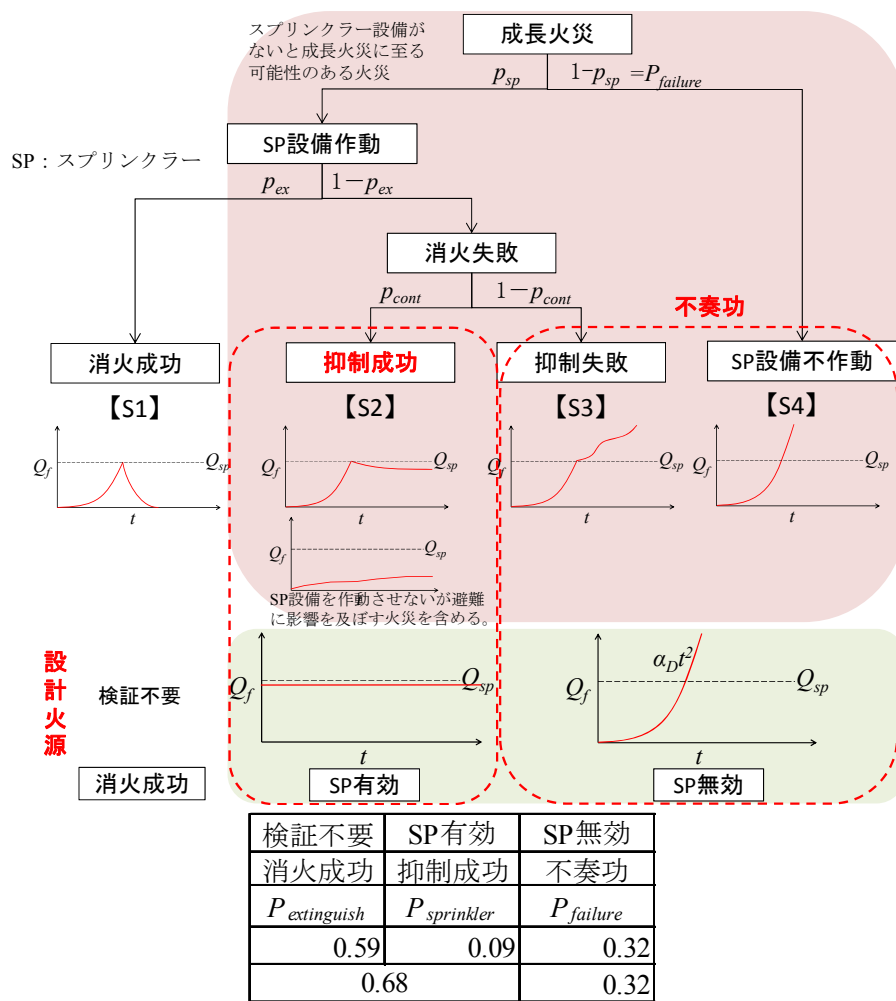 スプリンクラー設備が
ないと成長火災に至る
可能性のある火災
成長火災
p_sp
1-p_sp =P_failure
SP設備作動
SP：スプリンクラー
p_ex
1－p_ex
消火失敗
p_cont
1－p_cont
不奏功
消火成功
抑制成功
抑制失敗
SP設備不作動
【S1】
【S2】
【S3】
【S4】
Q_f
Q_sp
t
Q_f
Q_sp
t
Q_f
Q_sp
t
Q_f
Q_sp
t
Q_f
Q_sp
SP設備を作動させないが避難
に影響を及ぼす火災を含める。
設計火源
検証不要
Q_f
Q_sp
t
α_D t²
Q_f
Q_sp
t
消火成功
SP有効
SP無効
検証不要 SP有効 SP無効
消火成功 抑制成功 不奏功
P_extinguish P_sprinkler P_failure
0.59 0.09 0.32
0.68 0.32